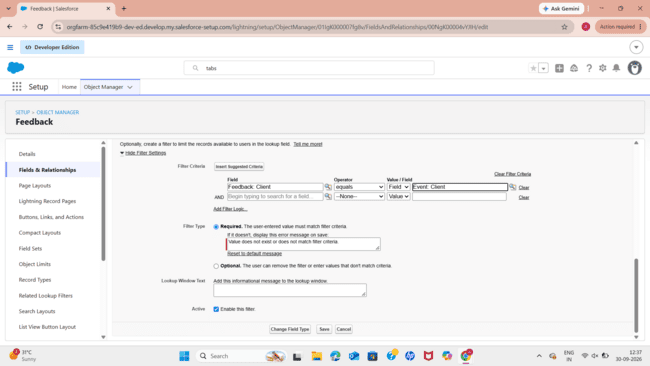 Feedback | Salesforce
Ask Gemini
orgfarm-85c9e419b9-dev-ed.develop.my.salesforce-setup.com/lightning/setup/ObjectManager/
Action required
Developer Edition
tabs
Setup
Home
Object Manager
SETUP > OBJECT MANAGER
Feedback
Details
Fields & Relationships
Page Layouts
Lightning Record Pages
Buttons, Links, and Actions
Compact Layouts
Field Sets
Object Limits
Record Types
Related Lookup Filters
Search Layouts
List View Button Layout
Optionally, create a filter to limit the records available to users in the lookup field. Tell me more!
Hide Filter Settings
Filter Criteria
Insert Suggested Criteria
Clear Filter Criteria
Field Operator Value / Field
Feedback: Client equals Field Event: Client Clear
AND Begin typing to search for a field --None-- Value Clear
Add Filter Logic...
Filter Type
Required. The user-entered value must match filter criteria.
If it doesn't, display this error message on save:
Value does not exist or does not match filter criteria.
Reset to default message
Optional. The user can remove the filter or enter values that don't match criteria.
Lookup Window Text Add this informational message to the lookup window.
Active Enable this filter.
Change Field Type Save Cancel
31°C
Sunny
Search
ENG
IN
12:37
30-09-2026